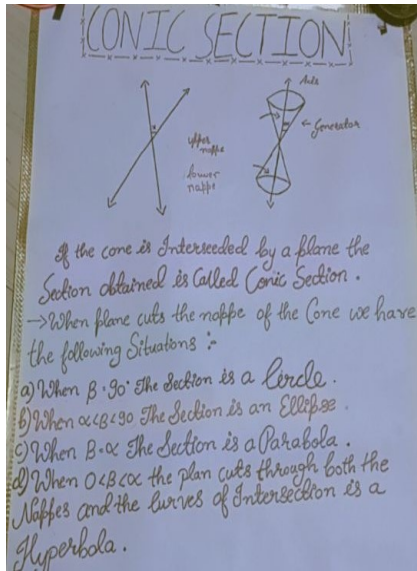 CONIC SECTION
Axis
Generator
upper
nappe
lower
nappe
If the cone is Interseeded by a plane the
Section obtained is Called Conic Section.
→When plane cuts the nappe of the Cone we have
the following Situations :-
a) When β=90° The Section is a Cercle.
b) When α<β<90 The Section is an Ellipse.
c) When β=α The Section is a Parabola.
d) When 0<β<α the plan cuts through both the
Nappes and the Curves of Intersection is a
Hyperbola.